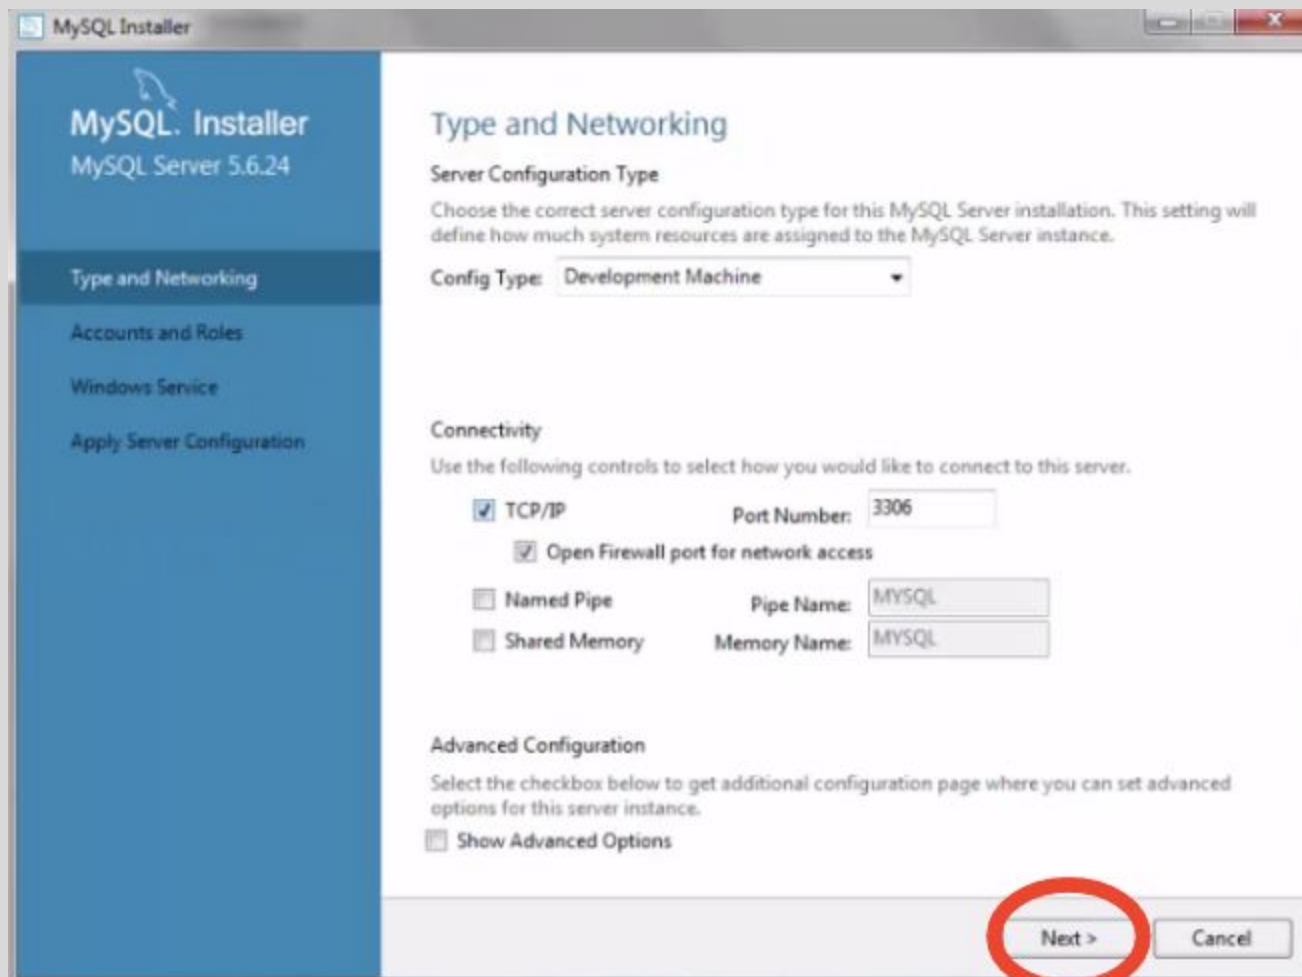 MySQL Installer
MySQL. Installer
MySQL Server 5.6.24
Type and Networking
Accounts and Roles
Windows Service
Apply Server Configuration
Type and Networking
Server Configuration Type
Choose the correct server configuration type for this MySQL Server installation. This setting will
define how much system resources are assigned to the MySQL Server instance.
Config Type: Development Machine
Connectivity
Use the following controls to select how you would like to connect to this server.
TCP/IP Port Number: 3306
Open Firewall port for network access
Named Pipe Pipe Name: MYSQL
Shared Memory Memory Name: MYSQL
Advanced Configuration
Select the checkbox below to get additional configuration page where you can set advanced
options for this server instance.
Show Advanced Options
Next > Cancel